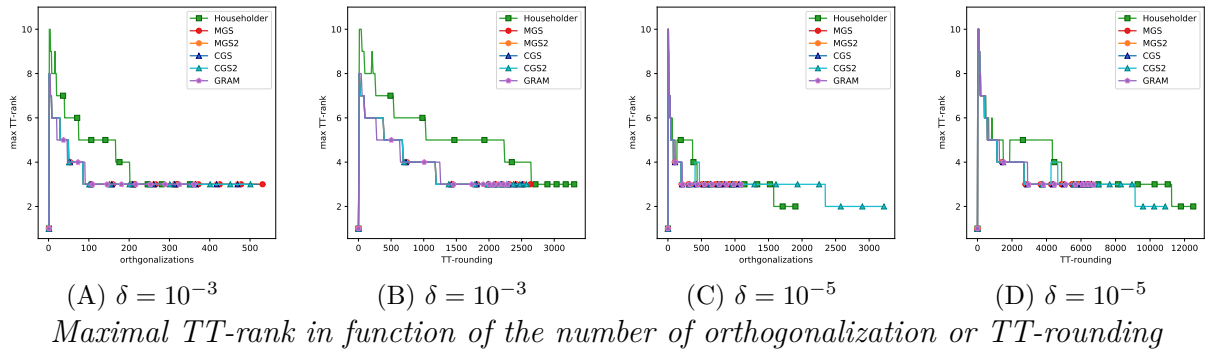 Householder
MGS
MGS2
CGS
CGS2
GRAM
max TT-rank
10
8
6
4
2
0 100 200 300 400 500
orthgonalizations
(A) δ = 10⁻³
Householder
MGS
MGS2
CGS
CGS2
GRAM
max TT-rank
10
8
6
4
2
0 500 1000 1500 2000 2500 3000
TT-rounding
(B) δ = 10⁻³
Householder
MGS
MGS2
CGS
CGS2
GRAM
max TT-rank
10
8
6
4
2
0 500 1000 1500 2000 2500 3000
orthgonalizations
(C) δ = 10⁻⁵
Householder
MGS
MGS2
CGS
CGS2
GRAM
max TT-rank
10
8
6
4
2
0 2000 4000 6000 8000 10000 12000
TT-rounding
(D) δ = 10⁻⁵
Maximal TT-rank in function of the number of orthogonalization or TT-rounding